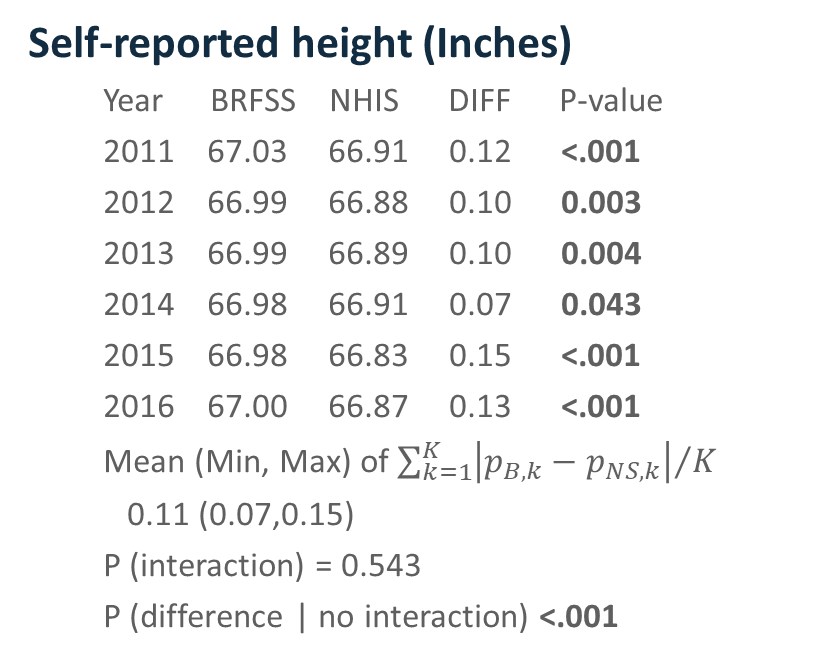 Self-reported height (Inches)
Year BRFSS NHIS DIFF P-value
2011 67.03 66.91 0.12 <.001
2012 66.99 66.88 0.10 0.003
2013 66.99 66.89 0.10 0.004
2014 66.98 66.91 0.07 0.043
2015 66.98 66.83 0.15 <.001
2016 67.00 66.87 0.13 <.001
Mean (Min, Max) of ∑ᴷₖ₌₁|p_{B,k} − p_{NS,k}|/K
0.11 (0.07,0.15)
P (interaction) = 0.543
P (difference | no interaction) <.001